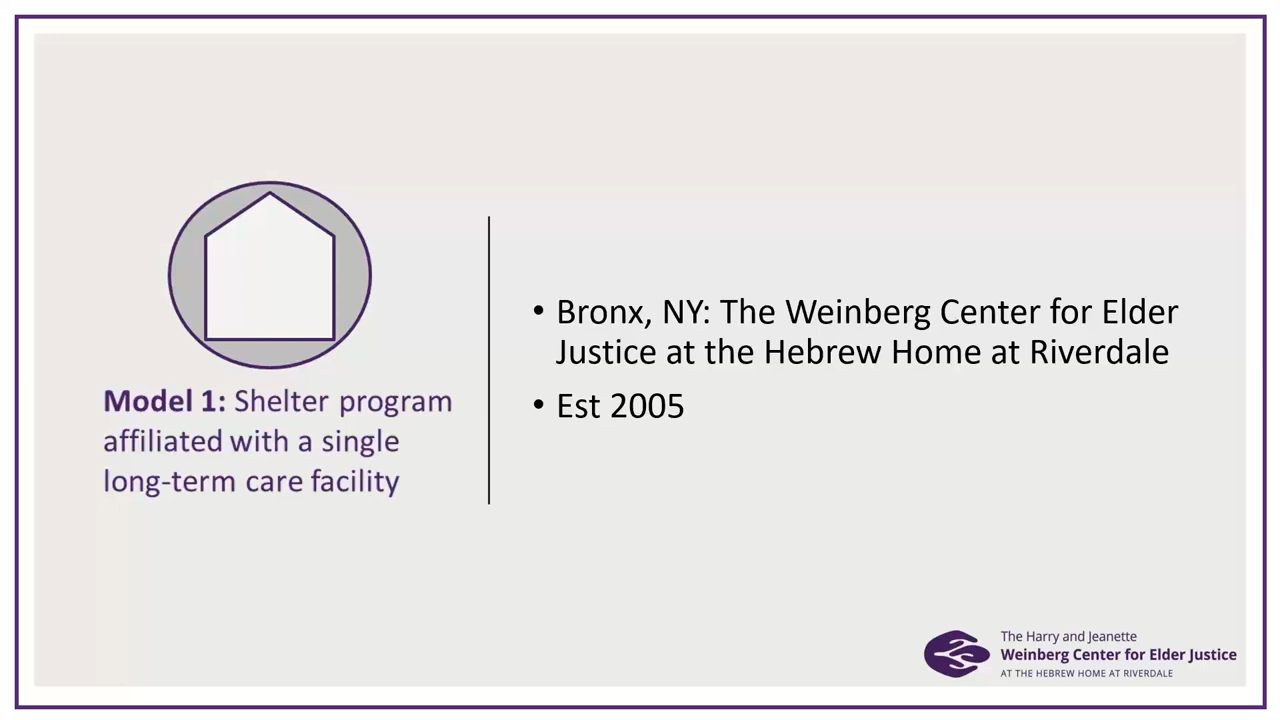 Model 1: Shelter program
affiliated with a single
long-term care facility
• Bronx, NY: The Weinberg Center for Elder
Justice at the Hebrew Home at Riverdale
• Est 2005
The Harry and Jeanette
Weinberg Center for Elder Justice
AT THE HEBREW HOME AT RIVERDALE